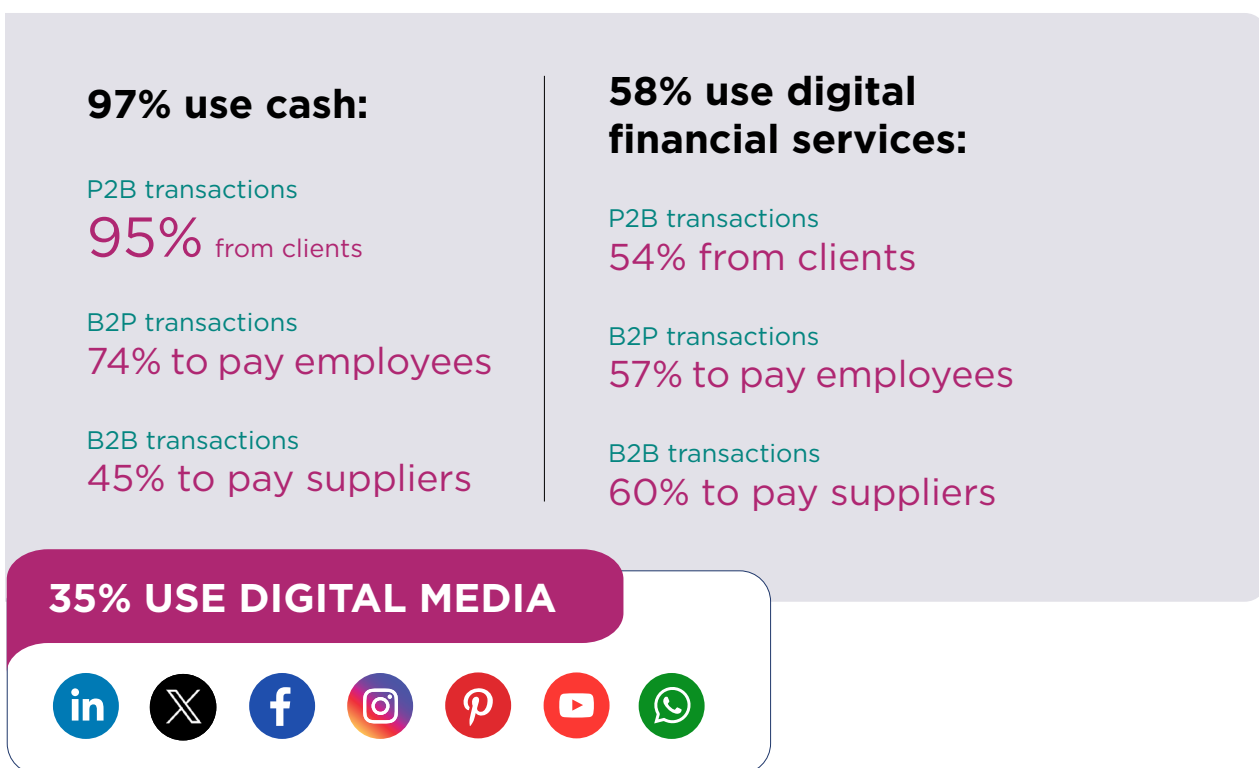 97% use cash:
P2B transactions
95% from clients
B2P transactions
74% to pay employees
B2B transactions
45% to pay suppliers
58% use digital
financial services:
P2B transactions
54% from clients
B2P transactions
57% to pay employees
B2B transactions
60% to pay suppliers
35% USE DIGITAL MEDIA
in